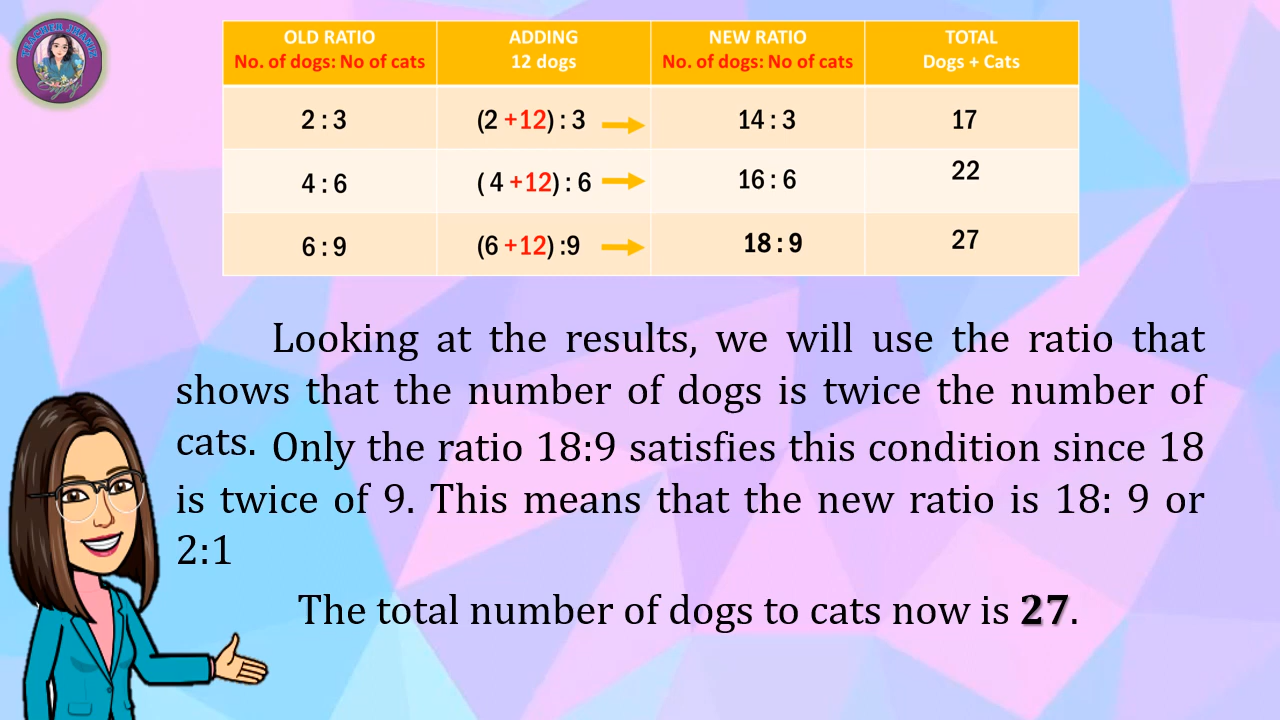 TEACHER JHANIE
Enjoy!
OLD RATIO ADDING NEW RATIO TOTAL
No. of dogs: No of cats 12 dogs No. of dogs: No of cats Dogs + Cats
2 : 3 (2 +12) : 3 14 : 3 17
4 : 6 ( 4 +12) : 6 16 : 6 22
6 : 9 (6 +12) :9 18 : 9 27
Looking at the results, we will use the ratio that
shows that the number of dogs is twice the number of
cats. Only the ratio 18:9 satisfies this condition since 18
is twice of 9. This means that the new ratio is 18: 9 or
2:1
The total number of dogs to cats now is 27.